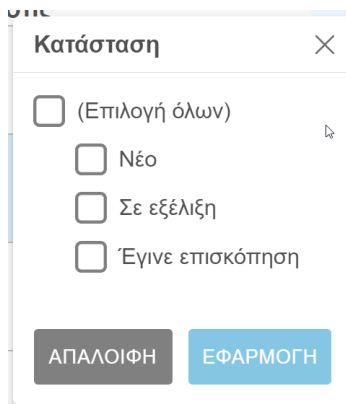 Κατάσταση
(Επιλογή όλων)
Νέο
Σε εξέλιξη
Έγινε επισκόπηση
ΑΠΑΛΟΙΦΗ
ΕΦΑΡΜΟΓΗ